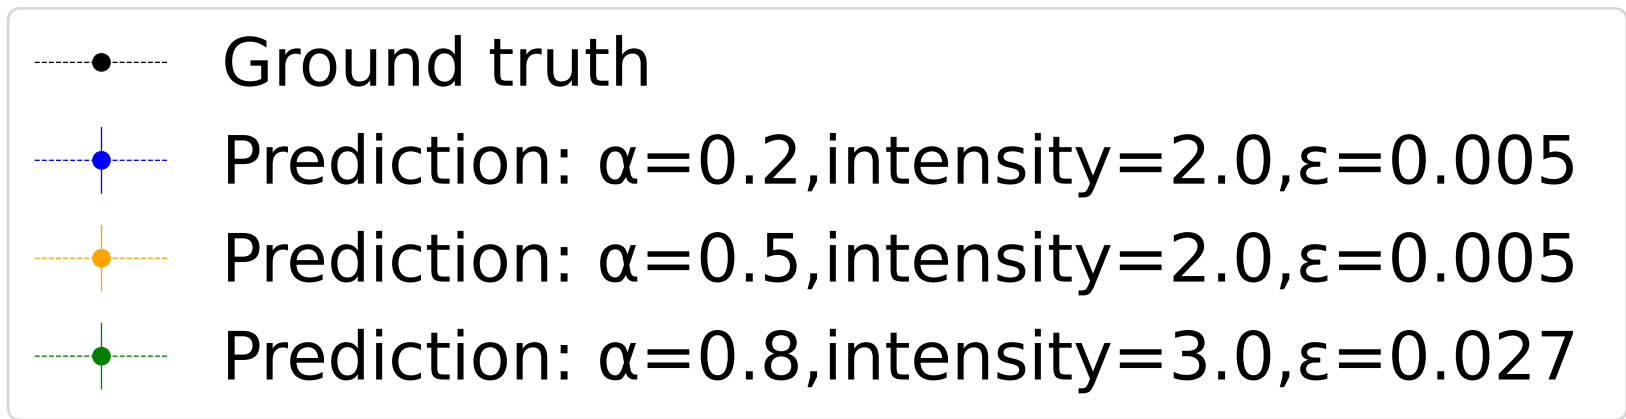 Ground truth
Prediction: α=0.2,intensity=2.0,ε=0.005
Prediction: α=0.5,intensity=2.0,ε=0.005
Prediction: α=0.8,intensity=3.0,ε=0.027